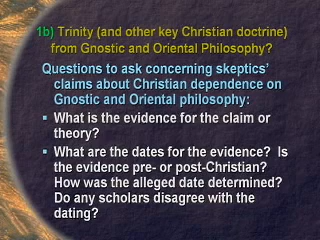 1b) Trinity (and other key Christian doctrine)
from Gnostic and Oriental Philosophy?
Questions to ask concerning skeptics'
claims about Christian dependence on
Gnostic and Oriental philosophy:
▪ What is the evidence for the claim or
theory?
▪ What are the dates for the evidence? Is
the evidence pre- or post-Christian?
How was the alleged date determined?
Do any scholars disagree with the
dating?